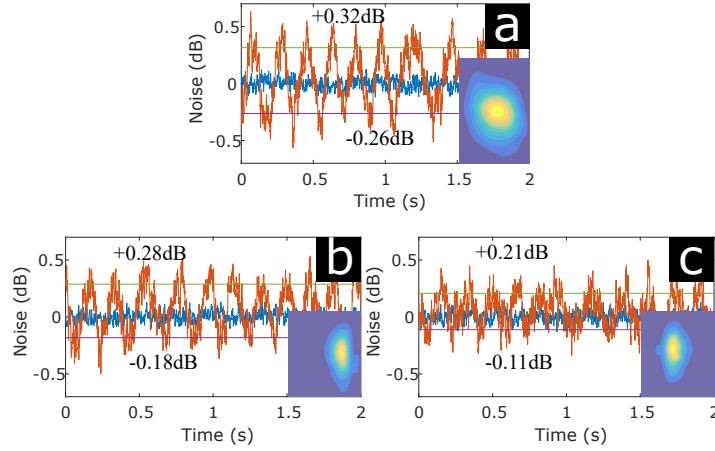 +0.32dB
a
0.5
0
-0.5
Noise (dB)
-0.26dB
0 0.5 1 1.5 2
Time (s)
+0.28dB
b
0.5
0
-0.5
Noise (dB)
-0.18dB
0 0.5 1 1.5 2
Time (s)
+0.21dB
c
0.5
0
-0.5
Noise (dB)
-0.11dB
0 0.5 1 1.5 2
Time (s)